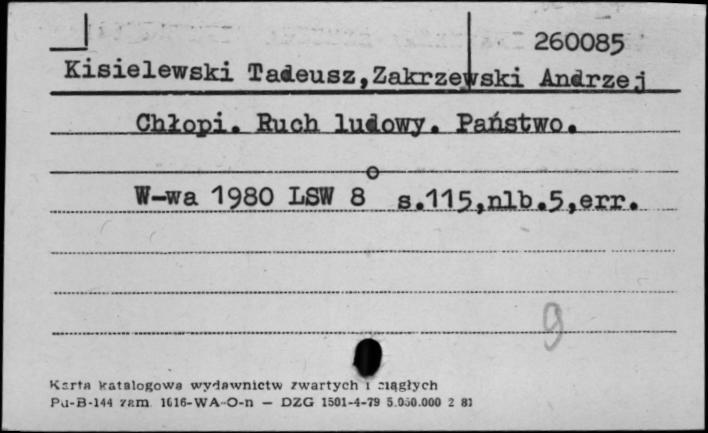 260085
Kisielewski Tadeusz,Zakrzewski Andrzej
Chłopi. Ruch ludowy. Państwo.
W-wa 1980 LSW 8° s.115,nlb.5,err.
9
Karta katalogowa wydawnictw zwartych i ciągłych
Pu-B-144 zam. 1616-WA-O-n — DZG 1501-4-79 5.050.000 2 81